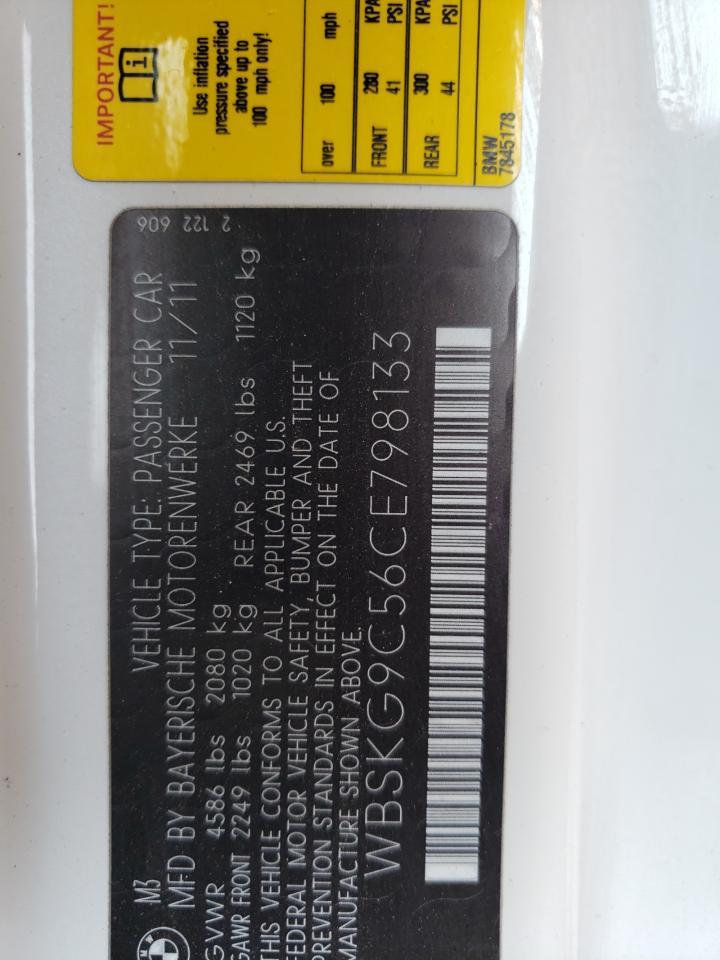 IMPORTANT!
Use inflation
pressure specified
above up to
100 mph only!
over 100 mph
FRONT 280 KPA
41 PSI
REAR 300 KPA
44 PSI
BMW
7845178
2 122 606
M3 VEHICLE TYPE: PASSENGER CAR
MFD BY BAYERISCHE MOTORENWERKE 11/11
GVWR 4586 lbs 2080 kg
GAWR FRONT 2249 lbs 1020 kg REAR 2469 lbs 1120 kg
THIS VEHICLE CONFORMS TO ALL APPLICABLE U.S.
FEDERAL MOTOR VEHICLE SAFETY, BUMPER AND THEFT
PREVENTION STANDARDS IN EFFECT ON THE DATE OF
MANUFACTURE SHOWN ABOVE.
WBSKG9C56CE798133
BMW